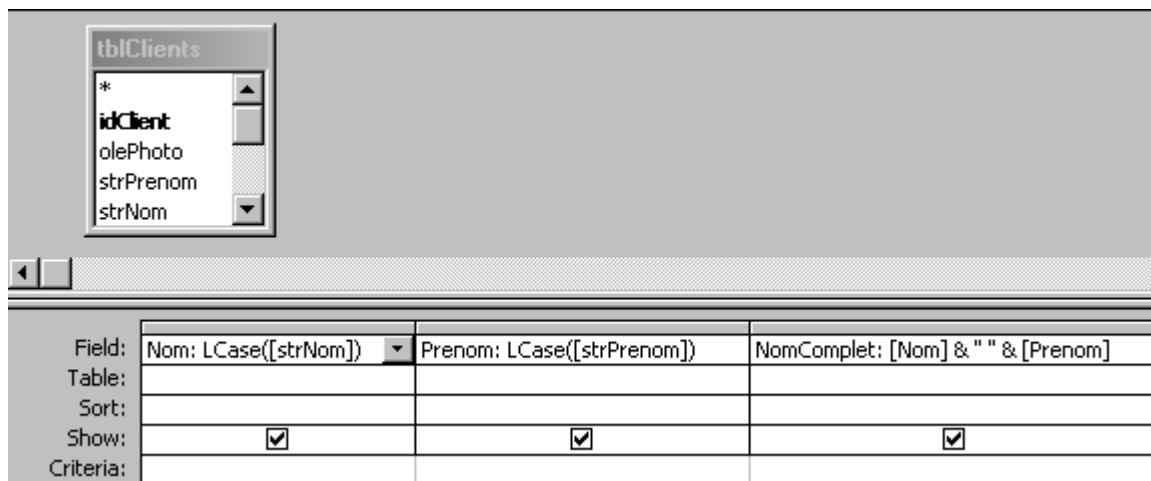 tblClients
*
idClient
olePhoto
strPrenom
strNom
Field: Nom: LCase([strNom]) Prenom: LCase([strPrenom]) NomComplet: [Nom] & " " & [Prenom]
Table:
Sort:
Show:
Criteria: